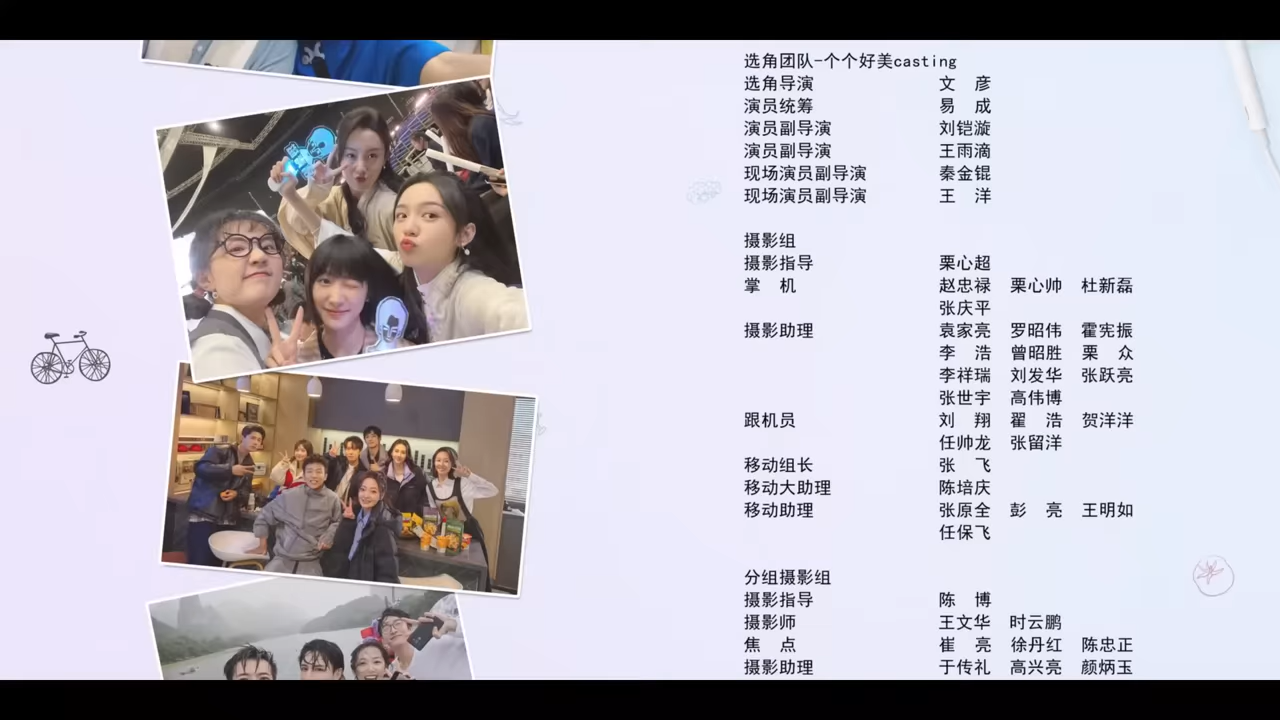 选角团队-个个好美casting
选角导演 文 彦
演员统筹 易 成
演员副导演 刘铠漩
演员副导演 王雨滴
现场演员副导演 秦金锟
现场演员副导演 王 洋
摄影组
摄影指导 栗心超
掌 机 赵忠禄 栗心帅 杜新磊
张庆平
摄影助理 袁家亮 罗昭伟 霍宪振
李 浩 曾昭胜 栗 众
李祥瑞 刘发华 张跃亮
张世宇 高伟博
跟机员 刘 翔 翟 浩 贺洋洋
任帅龙 张留洋
移动组长 张 飞
移动大助理 陈培庆
移动助理 张原全 彭 亮 王明如
任保飞
分组摄影组
摄影指导 陈 博
摄影师 王文华 时云鹏
焦 点 崔 亮 徐丹红 陈忠正
摄影助理 于传礼 高兴亮 颜炳玉